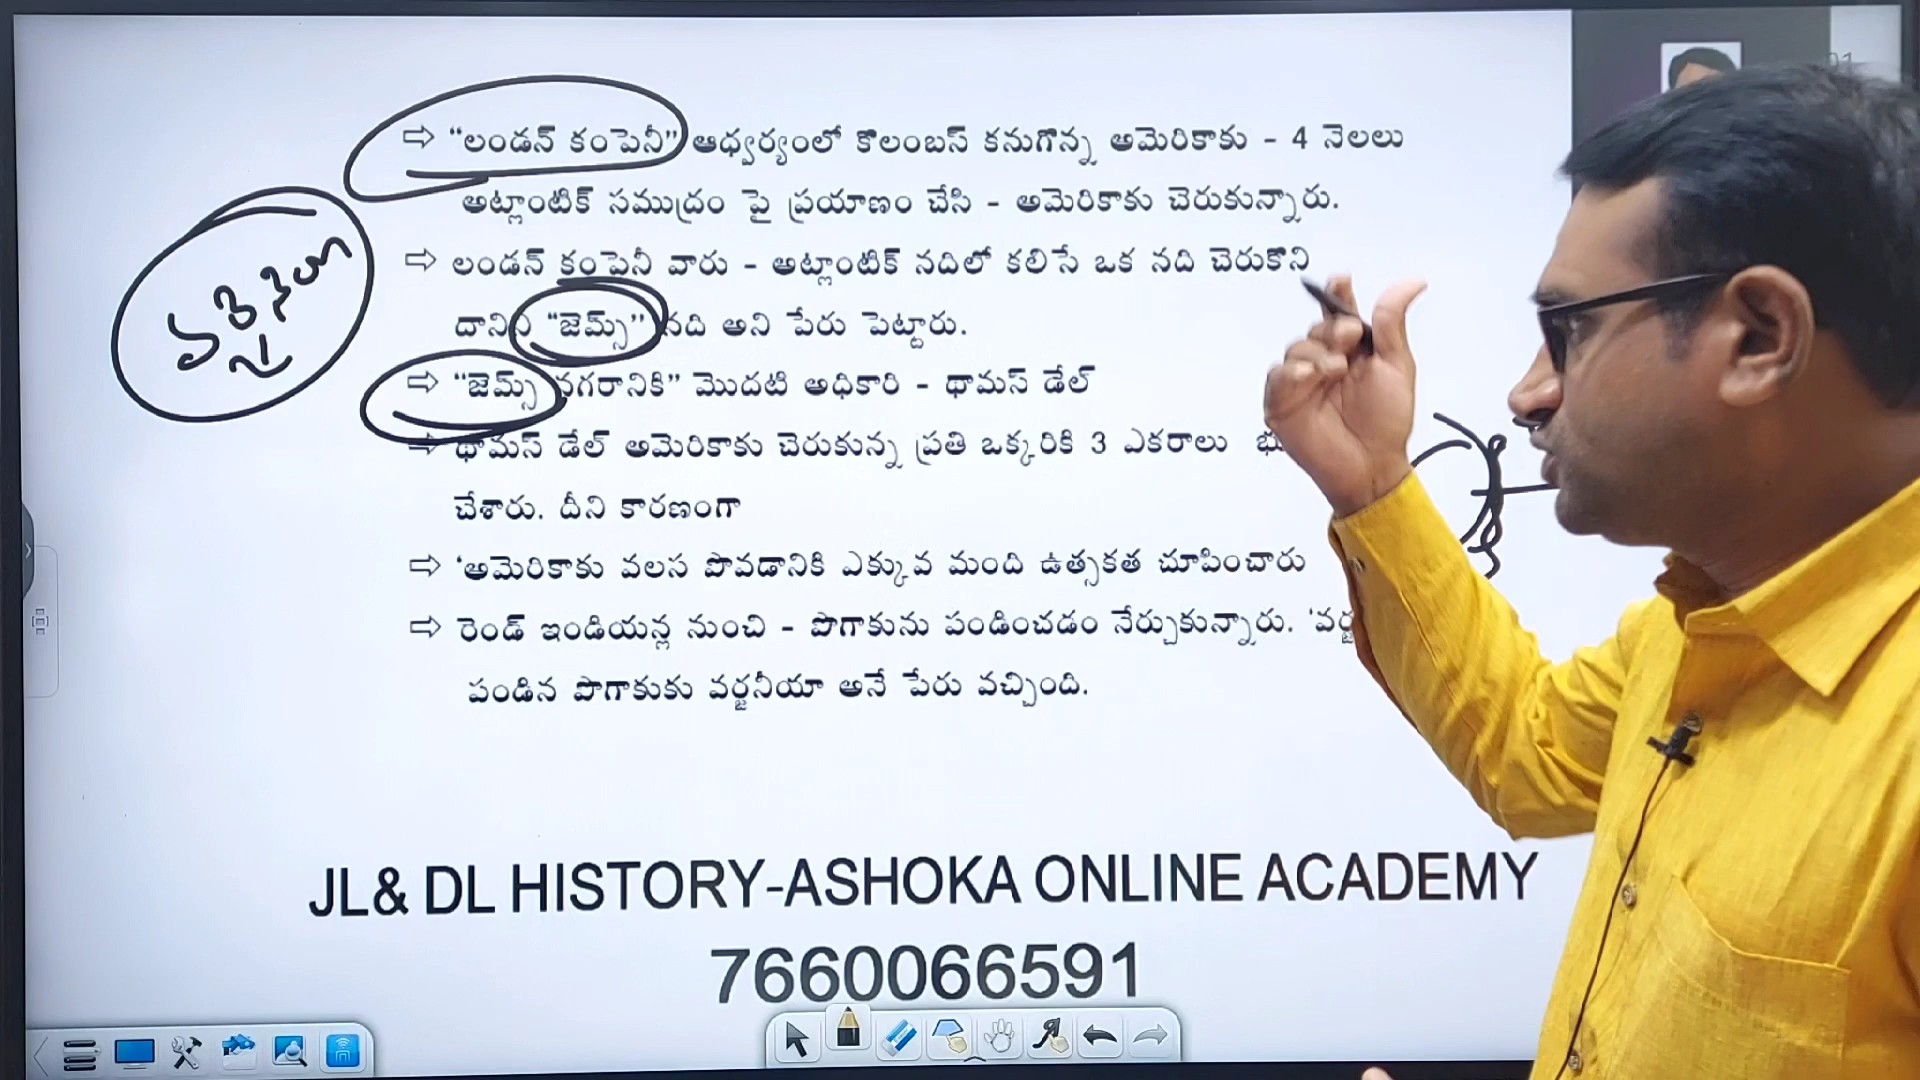 ⇨ “లండన్ కంపెనీ” ఆధ్వర్యంలో కొలంబస్ కనుగొన్న అమెరికాకు - 4 నెలలు
అట్లాంటిక్ సముద్రం పై ప్రయాణం చేసి - అమెరికాకు చెరుకున్నారు.
⇨ లండన్ కంపెనీ వారు - అట్లాంటిక్ నదిలో కలిసే ఒక నది చెరుకొని
దానిని “జెమ్స్” నది అని పేరు పెట్టారు.
⇨ “జెమ్స్ నగరానికి” మొదటి అధికారి - థామస్ డేల్
⇨ థామస్ డేల్ అమెరికాకు చెరుకున్న ప్రతి ఒక్కరికి 3 ఎకరాలు
చేశారు. దీని కారణంగా
⇨ ‘అమెరికాకు వలస పొవడానికి ఎక్కువ మంది ఉత్సకత చూపించారు
⇨ రెండ్ ఇండియన్ల నుంచి - పొగాకును పండించడం నేర్చుకున్నారు.
పండిన పొగాకుకు వర్జనీయా అనే పేరు వచ్చింది.
JL& DL HISTORY-ASHOKA ONLINE ACADEMY
7660066591